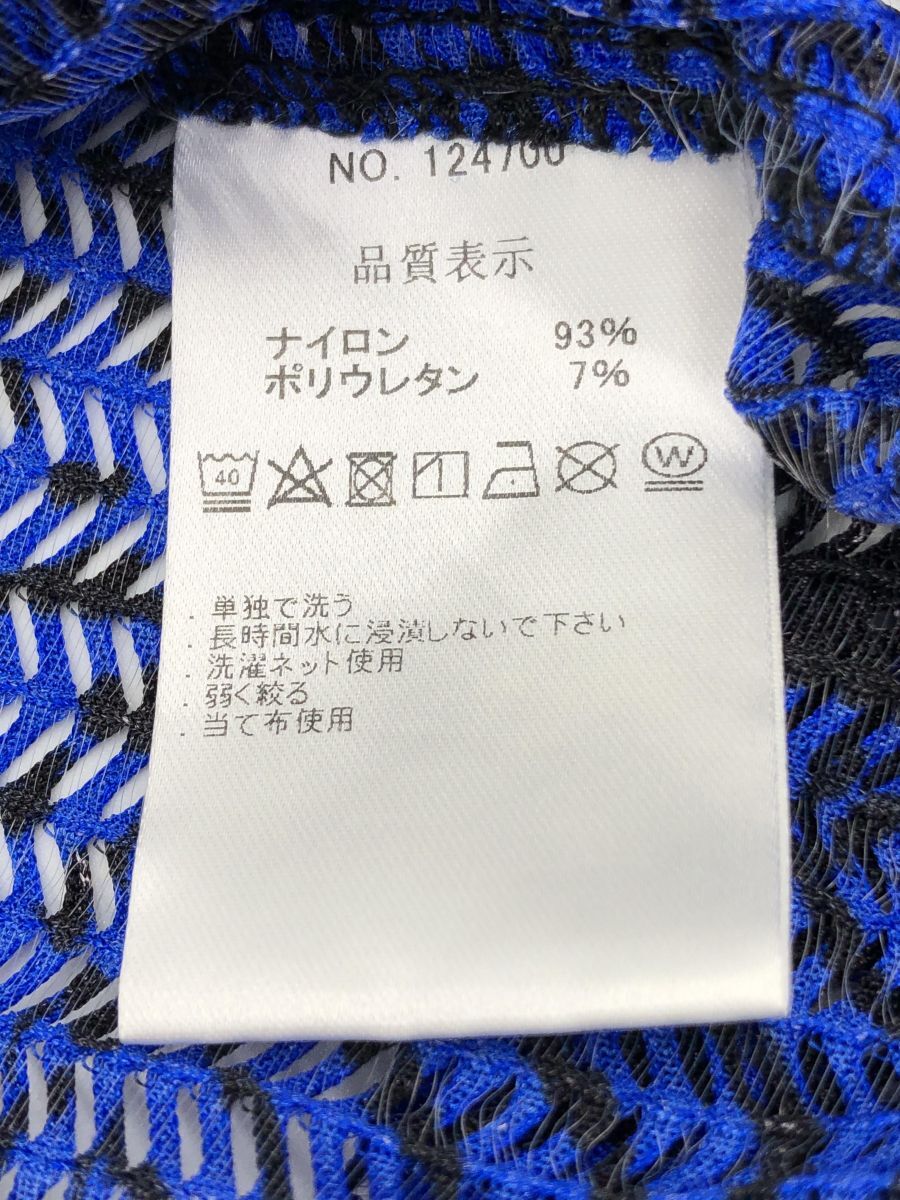 NO. 124700
品質表示
ナイロン 93%
ポリウレタン 7%
40 W
. 単独で洗う
. 長時間水に浸漬しないで下さい
. 洗濯ネット使用
. 弱く絞る
. 当て布使用